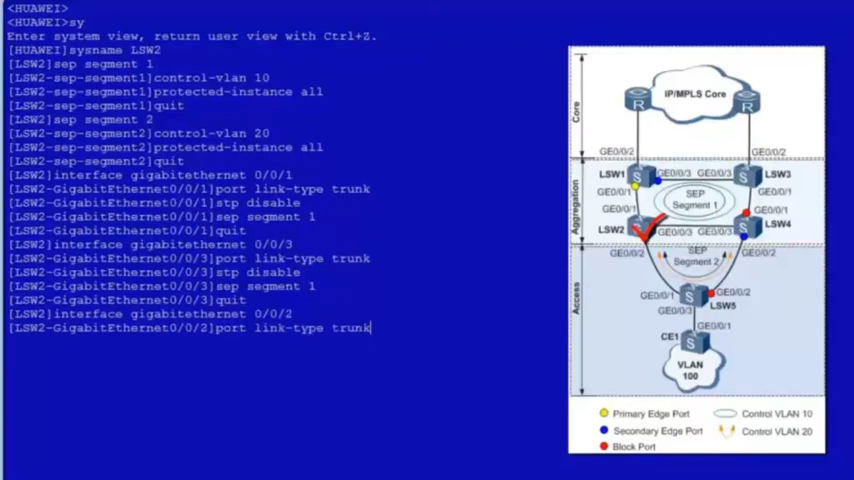 <HUAWEI>
<HUAWEI>sy
Enter system view, return user view with Ctrl+Z.
[HUAWEI]sysname LSW2
[LSW2]sep segment 1
[LSW2-sep-segment1]control-vlan 10
[LSW2-sep-segment1]protected-instance all
[LSW2-sep-segment1]quit
[LSW2]sep segment 2
[LSW2-sep-segment2]control-vlan 20
[LSW2-sep-segment2]protected-instance all
[LSW2-sep-segment2]quit
[LSW2]interface gigabitethernet 0/0/1
[LSW2-GigabitEthernet0/0/1]port link-type trunk
[LSW2-GigabitEthernet0/0/1]stp disable
[LSW2-GigabitEthernet0/0/1]sep segment 1
[LSW2-GigabitEthernet0/0/1]quit
[LSW2]interface gigabitethernet 0/0/3
[LSW2-GigabitEthernet0/0/3]port link-type trunk
[LSW2-GigabitEthernet0/0/3]stp disable
[LSW2-GigabitEthernet0/0/3]sep segment 1
[LSW2-GigabitEthernet0/0/3]quit
[LSW2]interface gigabitethernet 0/0/2
[LSW2-GigabitEthernet0/0/2]port link-type trunk
Core
IP/MPLS Core
R R
GE0/0/2 GE0/0/2
Aggregation
LSW1 S GE0/0/3 GE0/0/3 S LSW3
GE0/0/1 GE0/0/1
SEP
Segment 1
GE0/0/1 GE0/0/1
LSW2 S GE0/0/3 GE0/0/3 S LSW4
GE0/0/2 GE0/0/2
SEP
Segment 2
Access
GE0/0/1 S GE0/0/2
LSW5
GE0/0/3
GE0/0/1
CE1 S
VLAN
100
Primary Edge Port Control VLAN 10
Secondary Edge Port Control VLAN 20
Block Port